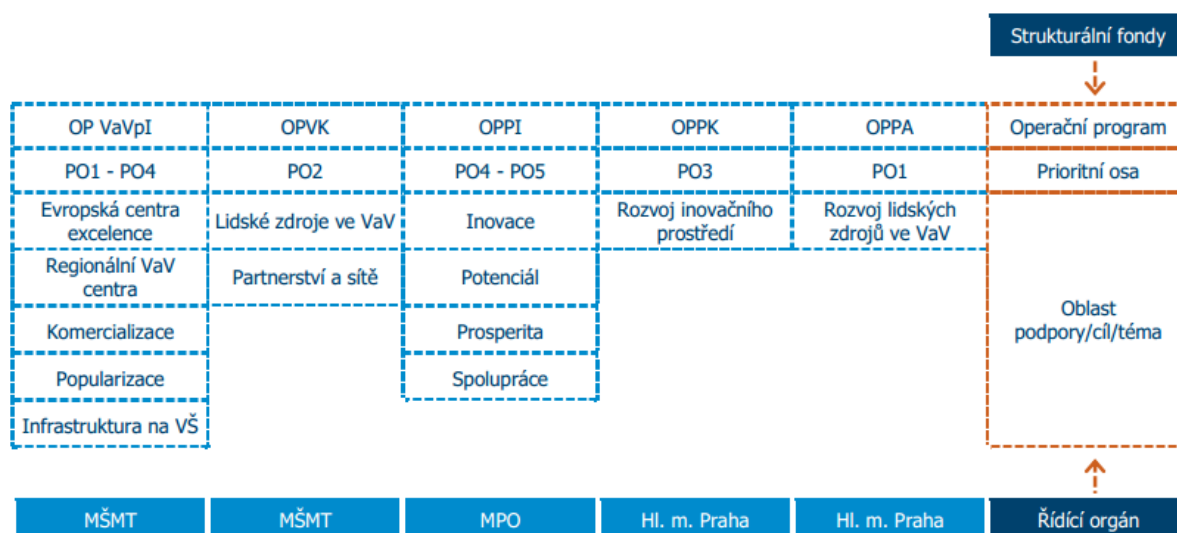 Strukturální fondy
OP VaVpI OPVK OPPI OPPK OPPA Operační program
PO1 - PO4 PO2 PO4 - PO5 PO3 PO1 Prioritní osa
Evropská centra
excelence
Lidské zdroje ve VaV
Inovace
Rozvoj inovačního
prostředí
Rozvoj lidských
zdrojů ve VaV
Regionální VaV
centra
Partnerství a sítě
Potenciál
Oblast
podpory/cíl/téma
Komercializace
Prosperita
Popularizace
Spolupráce
Infrastruktura na VŠ
MŠMT MŠMT MPO Hl. m. Praha Hl. m. Praha Řídící orgán